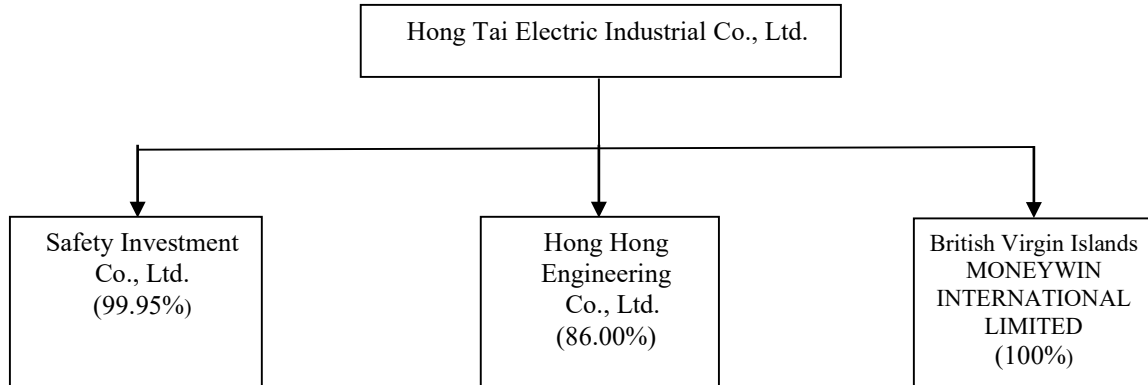 Hong Tai Electric Industrial Co., Ltd.
Safety Investment
Co., Ltd.
(99.95%)
Hong Hong
Engineering
Co., Ltd.
(86.00%)
British Virgin Islands
MONEYWIN
INTERNATIONAL
LIMITED
(100%)